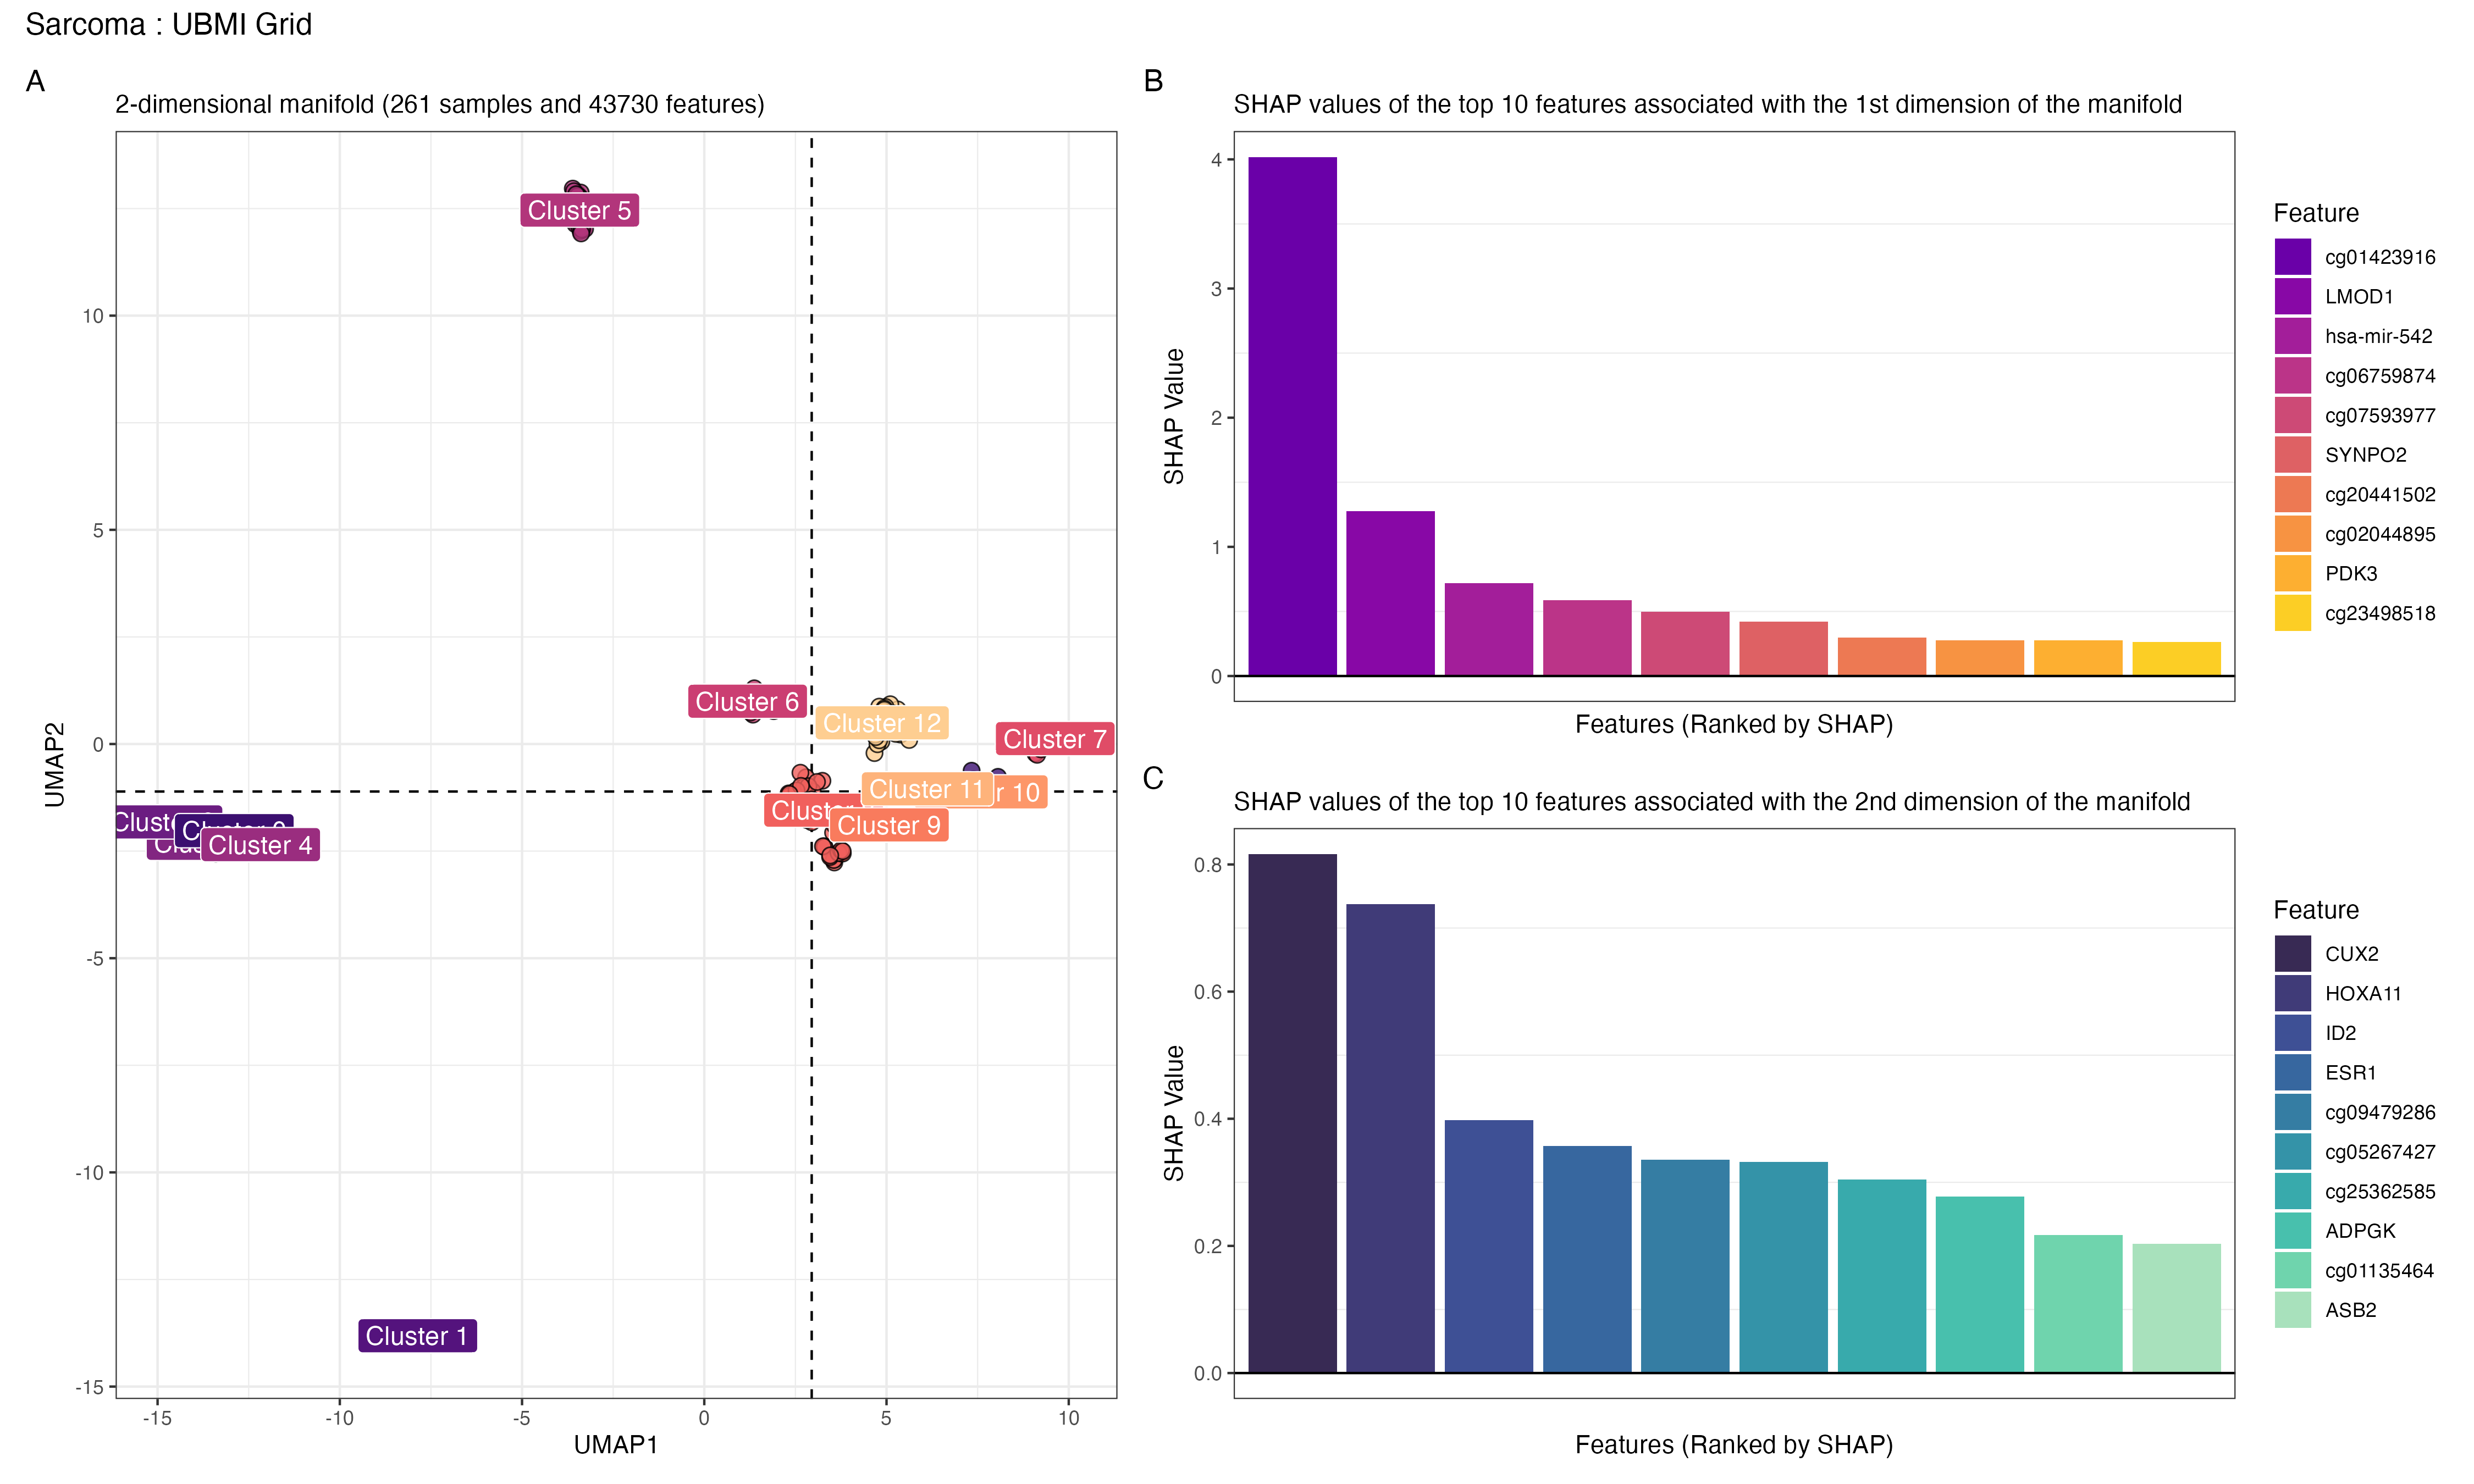 Sarcoma : UBMI Grid
A
2-dimensional manifold (261 samples and 43730 features)
UMAP2
10
5
0
-5
-10
-15
Cluster 5
Cluster 6
Cluster 12
Cluster 7
Cluster 11
r 10
Cluster
Cluster 9
Cluste
Cluster
Clu
Cluster 4
Cluster 1
-15 -10 -5 0 5 10
UMAP1
B
SHAP values of the top 10 features associated with the 1st dimension of the manifold
SHAP Value
4
3
2
1
0
Features (Ranked by SHAP)
Feature
cg01423916
LMOD1
hsa-mir-542
cg06759874
cg07593977
SYNPO2
cg20441502
cg02044895
PDK3
cg23498518
C
SHAP values of the top 10 features associated with the 2nd dimension of the manifold
SHAP Value
0.8
0.6
0.4
0.2
0.0
Features (Ranked by SHAP)
Feature
CUX2
HOXA11
ID2
ESR1
cg09479286
cg05267427
cg25362585
ADPGK
cg01135464
ASB2